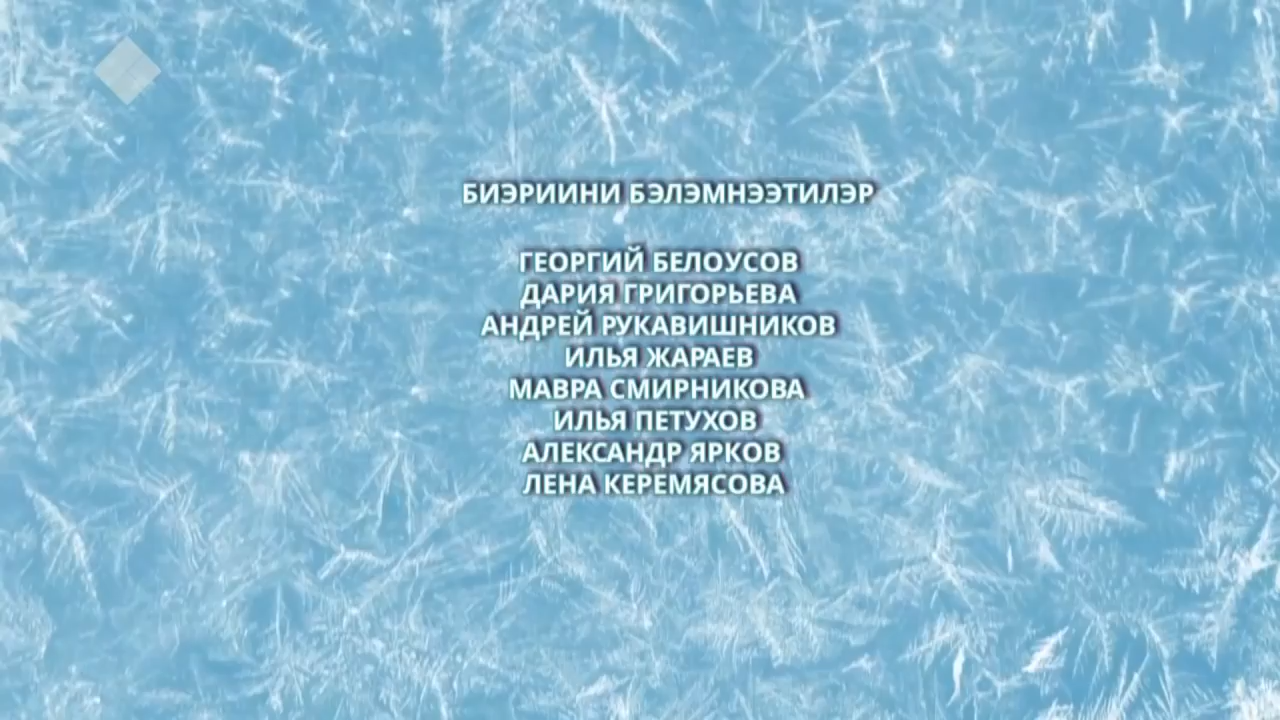 БИЭРИИНИ БЭЛЭМНЭЭТИЛЭР
ГЕОРГИЙ БЕЛОУСОВ
ДАРИЯ ГРИГОРЬЕВА
АНДРЕЙ РУКАВИШНИКОВ
ИЛЬЯ ЖАРАЕВ
МАВРА СМИРНИКОВА
ИЛЬЯ ПЕТУХОВ
АЛЕКСАНДР ЯРКОВ
ЛЕНА КЕРЕМЯСОВА